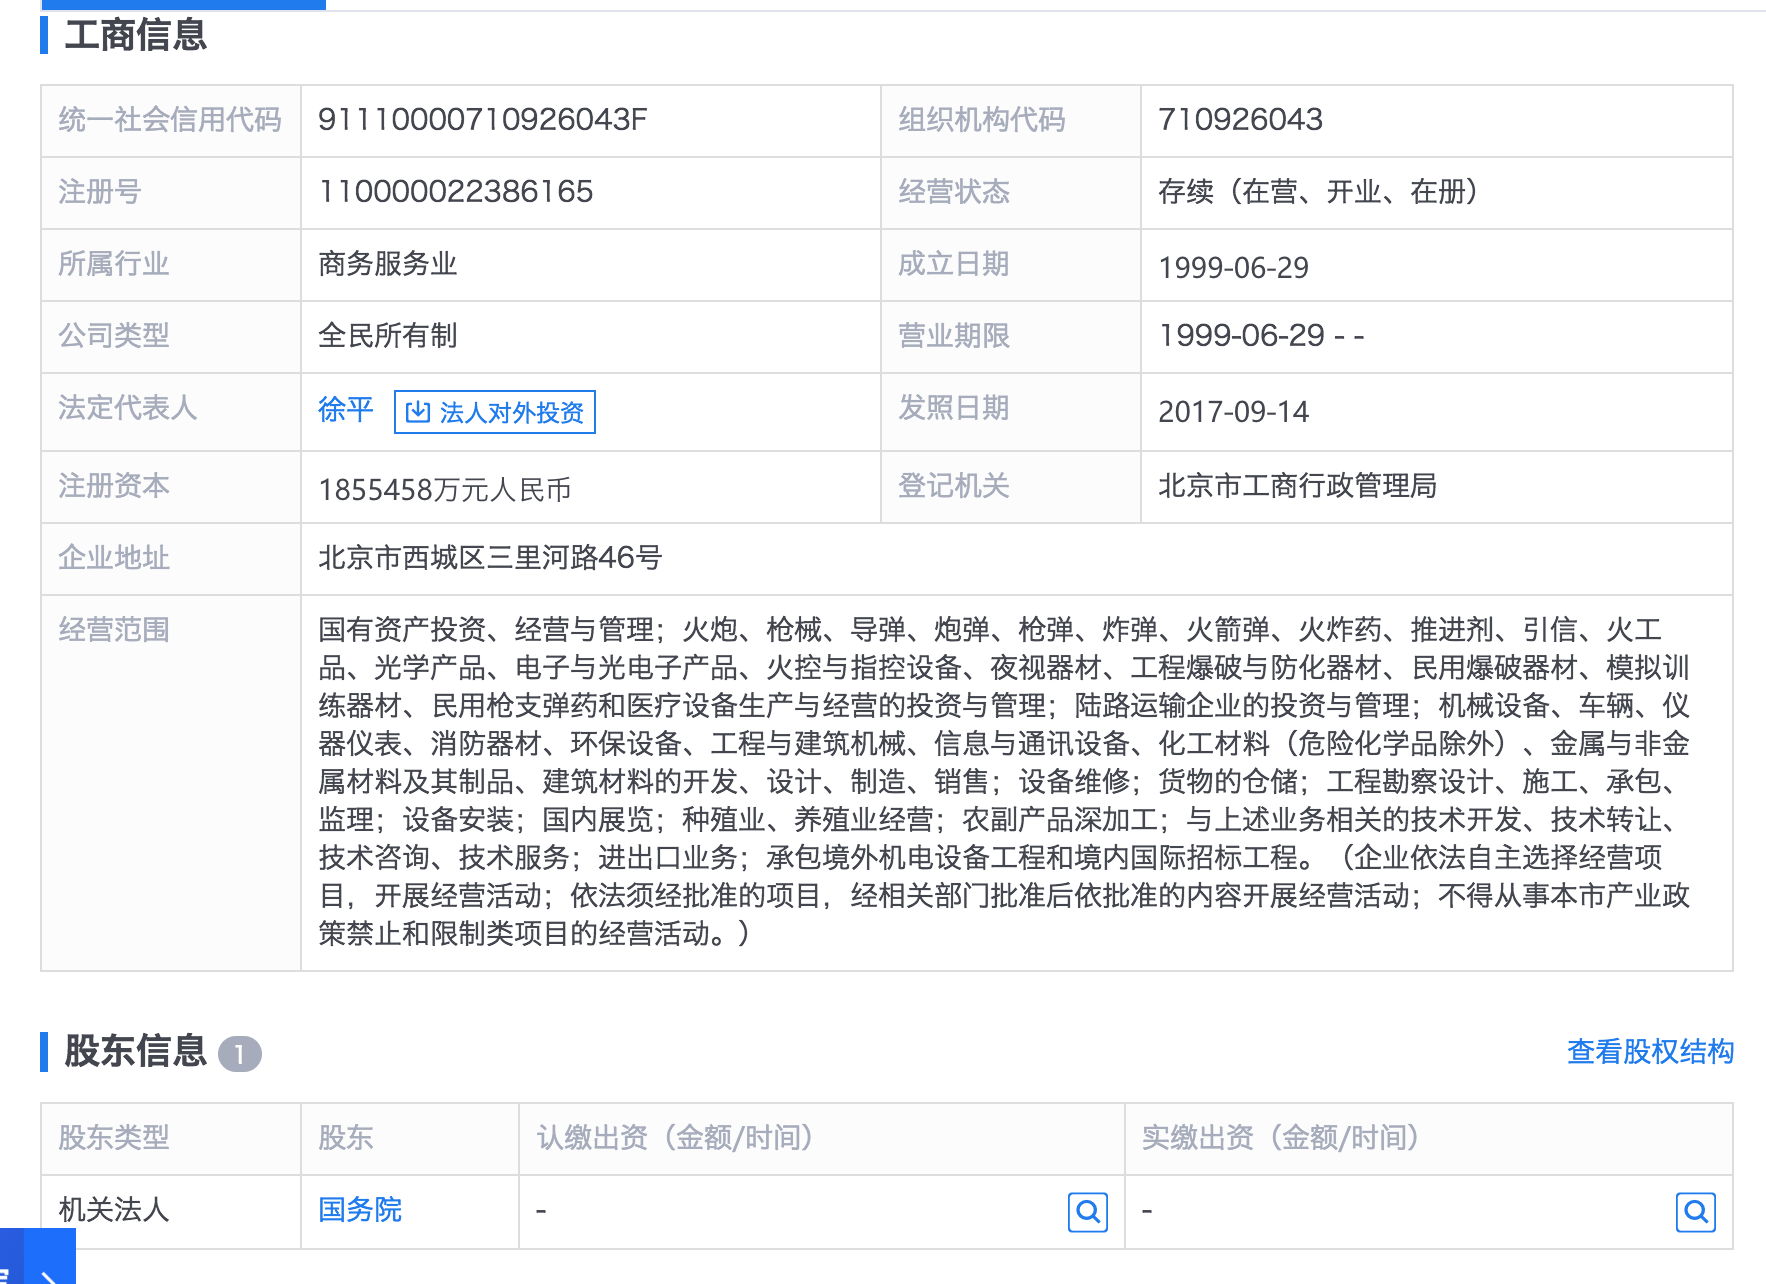 工商信息
统一社会信用代码 91110000710926043F 组织机构代码 710926043
注册号 110000022386165 经营状态 存续（在营、开业、在册）
所属行业 商务服务业 成立日期 1999-06-29
公司类型 全民所有制 营业期限 1999-06-29 - -
法定代表人 徐平 法人对外投资 发照日期 2017-09-14
注册资本 1855458万元人民币 登记机关 北京市工商行政管理局
企业地址 北京市西城区三里河路46号
经营范围 国有资产投资、经营与管理；火炮、枪械、导弹、炮弹、枪弹、炸弹、火箭弹、火炸药、推进剂、引信、火工
品、光学产品、电子与光电子产品、火控与指控设备、夜视器材、工程爆破与防化器材、民用爆破器材、模拟训
练器材、民用枪支弹药和医疗设备生产与经营的投资与管理；陆路运输企业的投资与管理；机械设备、车辆、仪
器仪表、消防器材、环保设备、工程与建筑机械、信息与通讯设备、化工材料（危险化学品除外）、金属与非金
属材料及其制品、建筑材料的开发、设计、制造、销售；设备维修；货物的仓储；工程勘察设计、施工、承包、
监理；设备安装；国内展览；种殖业、养殖业经营；农副产品深加工；与上述业务相关的技术开发、技术转让、
技术咨询、技术服务；进出口业务；承包境外机电设备工程和境内国际招标工程。（企业依法自主选择经营项
目，开展经营活动；依法须经批准的项目，经相关部门批准后依批准的内容开展经营活动；不得从事本市产业政
策禁止和限制类项目的经营活动。）
股东信息 1 查看股权结构
股东类型 股东 认缴出资（金额/时间） 实缴出资（金额/时间）
机关法人 国务院 - -